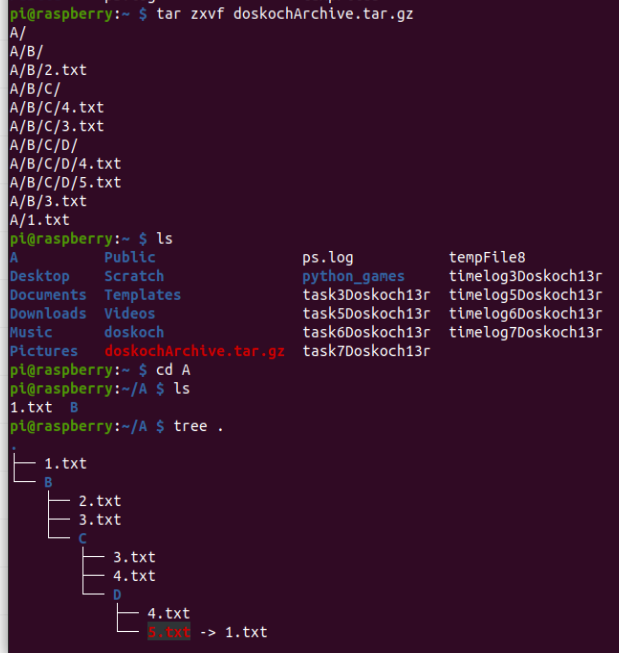 pi@raspberry:~ $ tar zxvf doskochArchive.tar.gz
A/
A/B/
A/B/2.txt
A/B/C/
A/B/C/4.txt
A/B/C/3.txt
A/B/C/D/
A/B/C/D/4.txt
A/B/C/D/5.txt
A/B/3.txt
A/1.txt
pi@raspberry:~ $ ls
A Public ps.log tempFile8
Desktop Scratch python_games timelog3Doskoch13r
Documents Templates task3Doskoch13r timelog5Doskoch13r
Downloads Videos task5Doskoch13r timelog6Doskoch13r
Music doskoch task6Doskoch13r timelog7Doskoch13r
Pictures doskochArchive.tar.gz task7Doskoch13r
pi@raspberry:~ $ cd A
pi@raspberry:~/A $ ls
1.txt B
pi@raspberry:~/A $ tree .
.
├── 1.txt
└── B
    ├── 2.txt
    ├── 3.txt
    └── C
        ├── 3.txt
        ├── 4.txt
        └── D
            ├── 4.txt
            └── 5.txt -> 1.txt